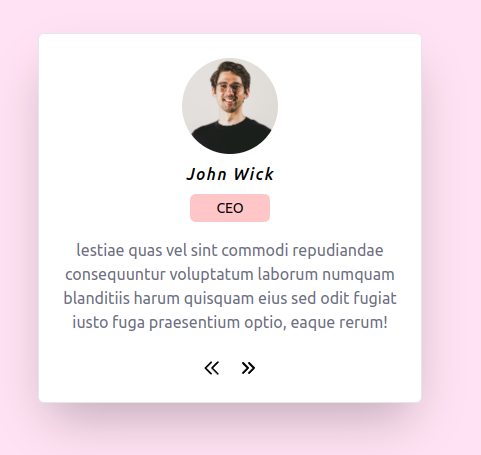 John Wick
CEO
lestiae quas vel sint commodi repudiandae
consequuntur voluptatum laborum numquam
blanditiis harum quisquam eius sed odit fugiat
iusto fuga praesentium optio, eaque rerum!